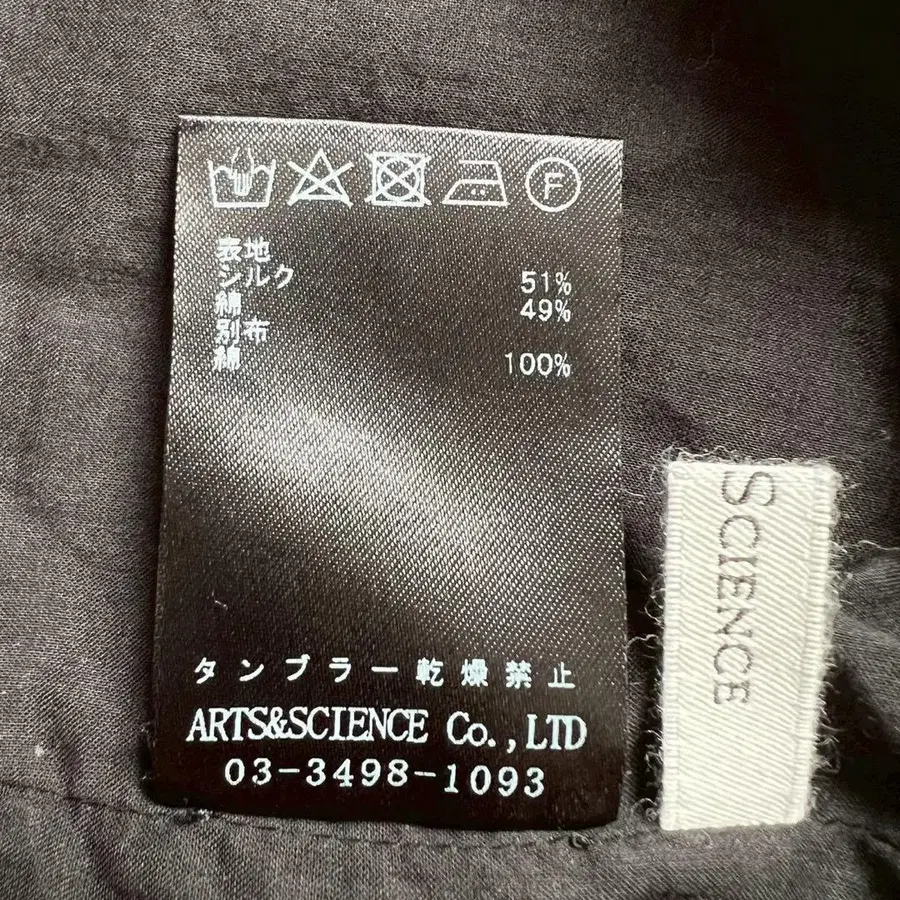 F
表地
シルク 51%
綿 49%
別布
綿 100%
タンブラー乾燥禁止
ARTS&SCIENCE Co.,LTD
03-3498-1093
SCIENCE